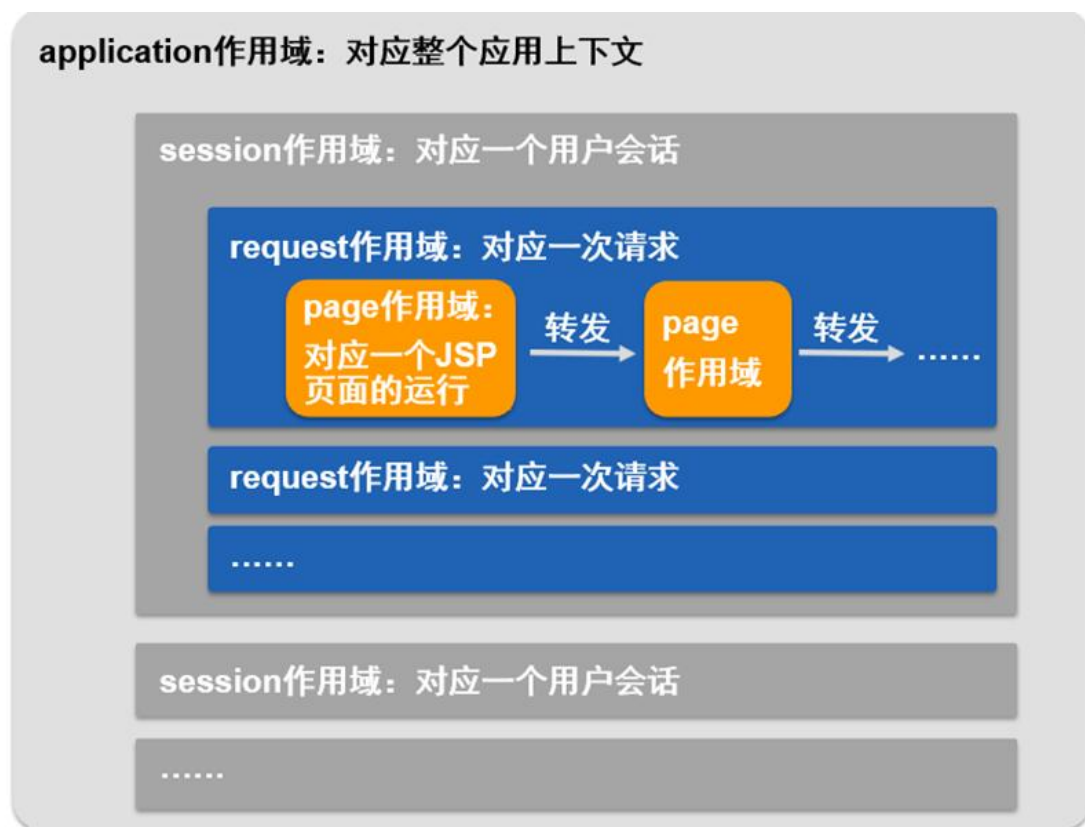 application作用域：对应整个应用上下文
session作用域：对应一个用户会话
request作用域：对应一次请求
page作用域：
对应一个JSP
页面的运行
转发
page
作用域
转发
……
request作用域：对应一次请求
……
session作用域：对应一个用户会话
……